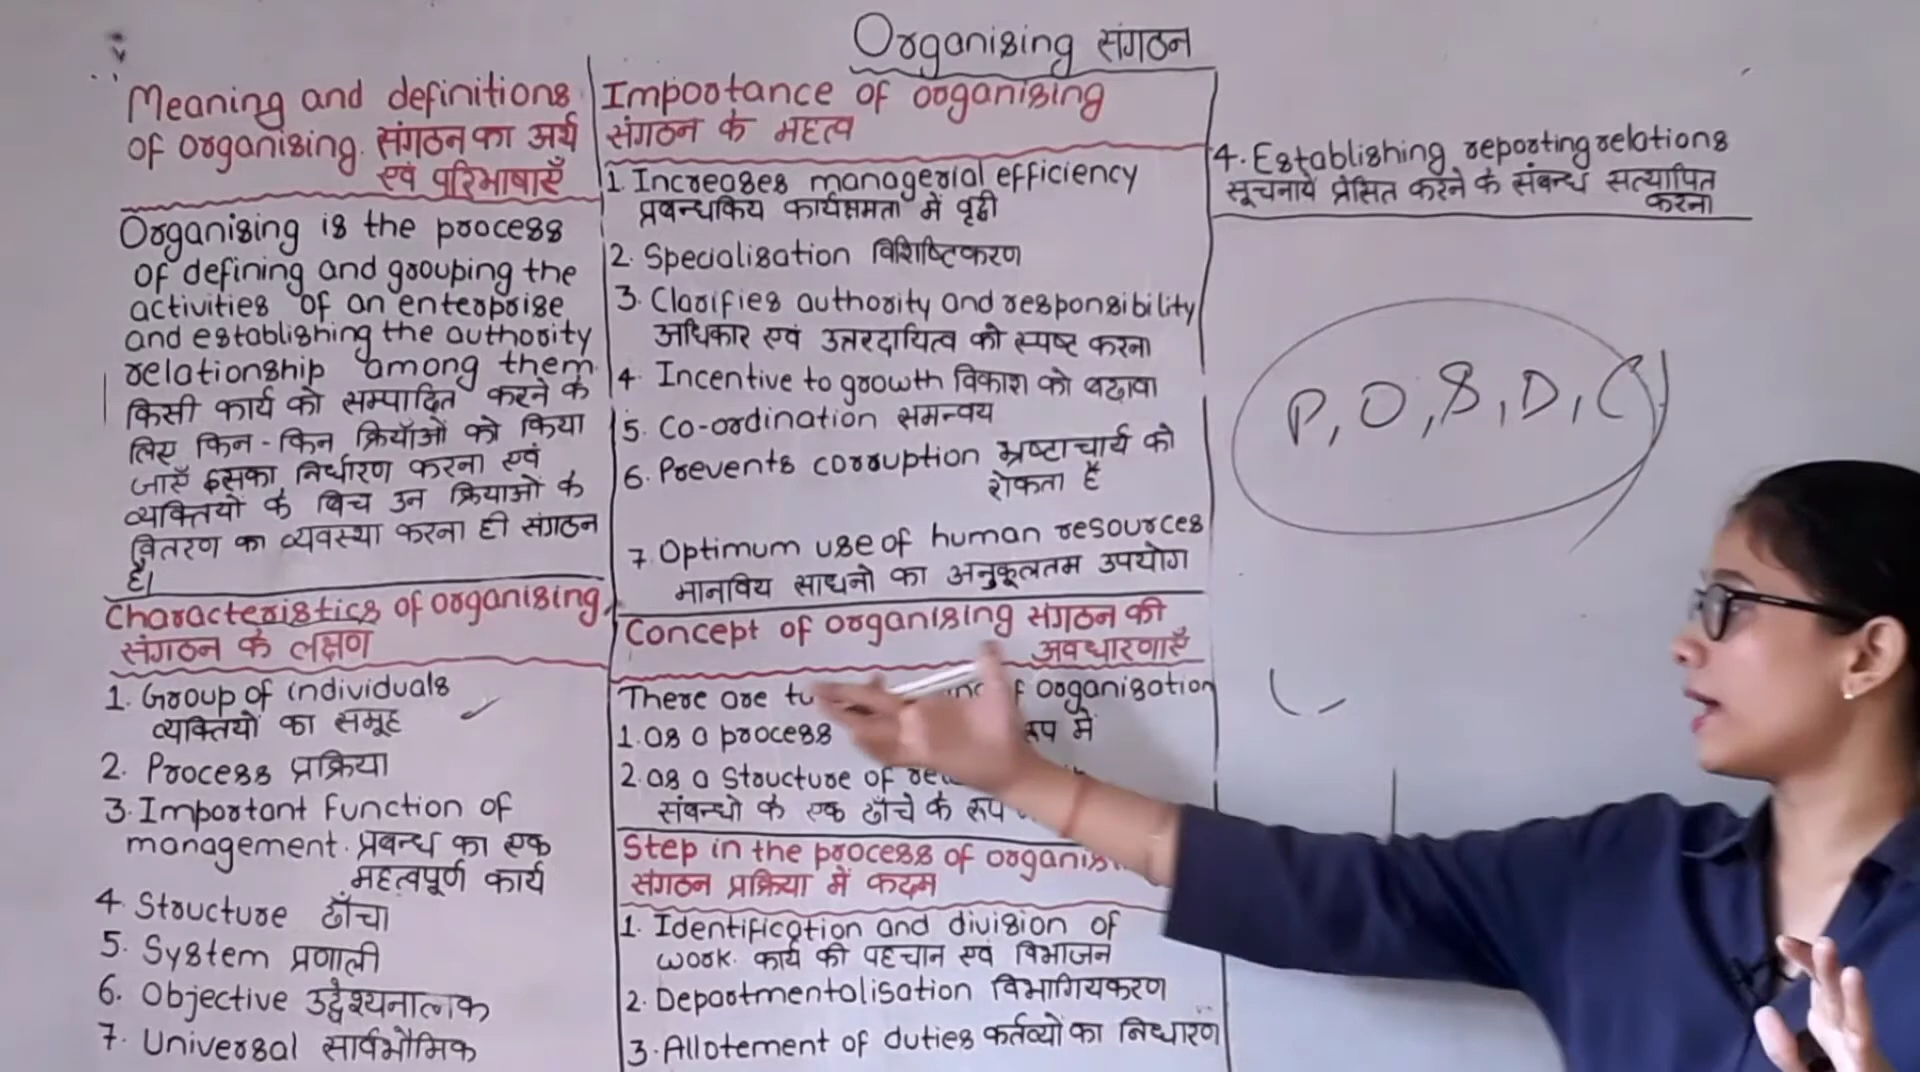 Organising संगठन
Meaning and definitions
of organising. संगठन का अर्थ
एवं परिभाषाएँ
Organising is the process
of defining and grouping the
activities of an enterprise
and establishing the authority
relationship among them.
किसी कार्य को सम्पादित करने के
लिए किन-किन क्रियाँओं को किया
जाएँ इसका निर्धारण करना एवं
व्यक्तियों के बिच उन क्रियाओं के
वितरण का व्यवस्था करना ही संगठन
है।
Characteristics of organising
संगठन के लक्षण
1. Group of individuals
व्यक्तियों का समूह
2. Process प्रक्रिया
3. Important function of
management. प्रबन्ध का एक
महत्वपूर्ण कार्य
4. Structure ढाँचा
5. System प्रणाली
6. Objective उद्देश्यनात्मक
7. Universal सार्वभौमिक
Importance of organising
संगठन के महत्व
1. Increases managerial efficiency
प्रबन्धकिय कार्यक्षमता में वृद्दी
2. Specialisation विशिष्टिकरण
3. Clarifies authority and responsibility
अधिकार एवं उत्तरदायित्व को स्पष्ट करना
4. Incentive to growth विकाश को बढावा
5. Co-ordination समन्वय
6. Prevents corruption भ्रष्टाचार्य को
रोकता हैं
7. Optimum use of human resources
मानविय साधनो का अनुकूलतम उपयोग
Concept of organising संगठन की
अवधारणाएँ
There are organisation
1. as a process रूप में
2. as a Structure of
संबन्धो के एक ढाँचे के रूप
Step in the process of
संगठन प्रक्रिया में कदम
1. Identification and division of
work. कार्य की पहचान एवं विभाजन
2. Departmentalisation विभागियकरण
3. Allotement of duties कर्तव्यों का निर्धारण
4. Establishing reporting relations
सूचनाये प्रेसित करने के संबन्ध सत्यापित
करना
P, O, S, D, C